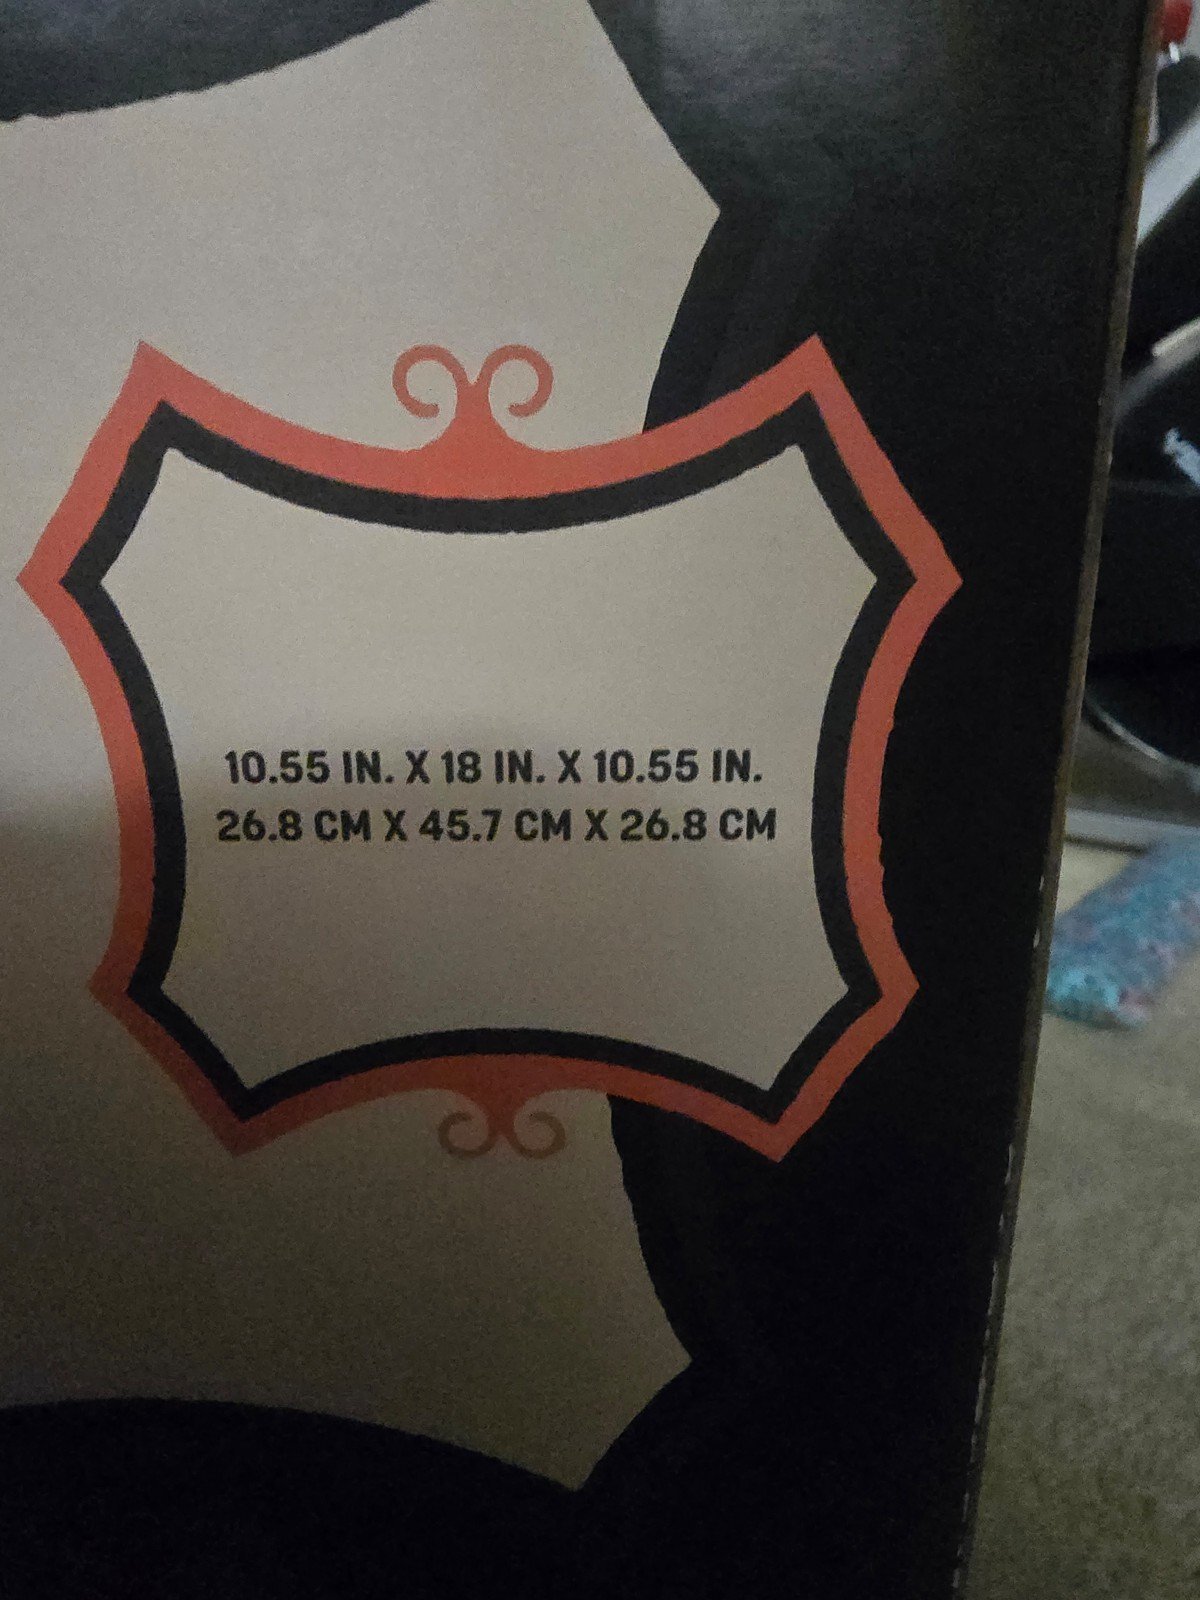 10.55 IN. X 18 IN. X 10.55 IN.
26.8 CM X 45.7 CM X 26.8 CM